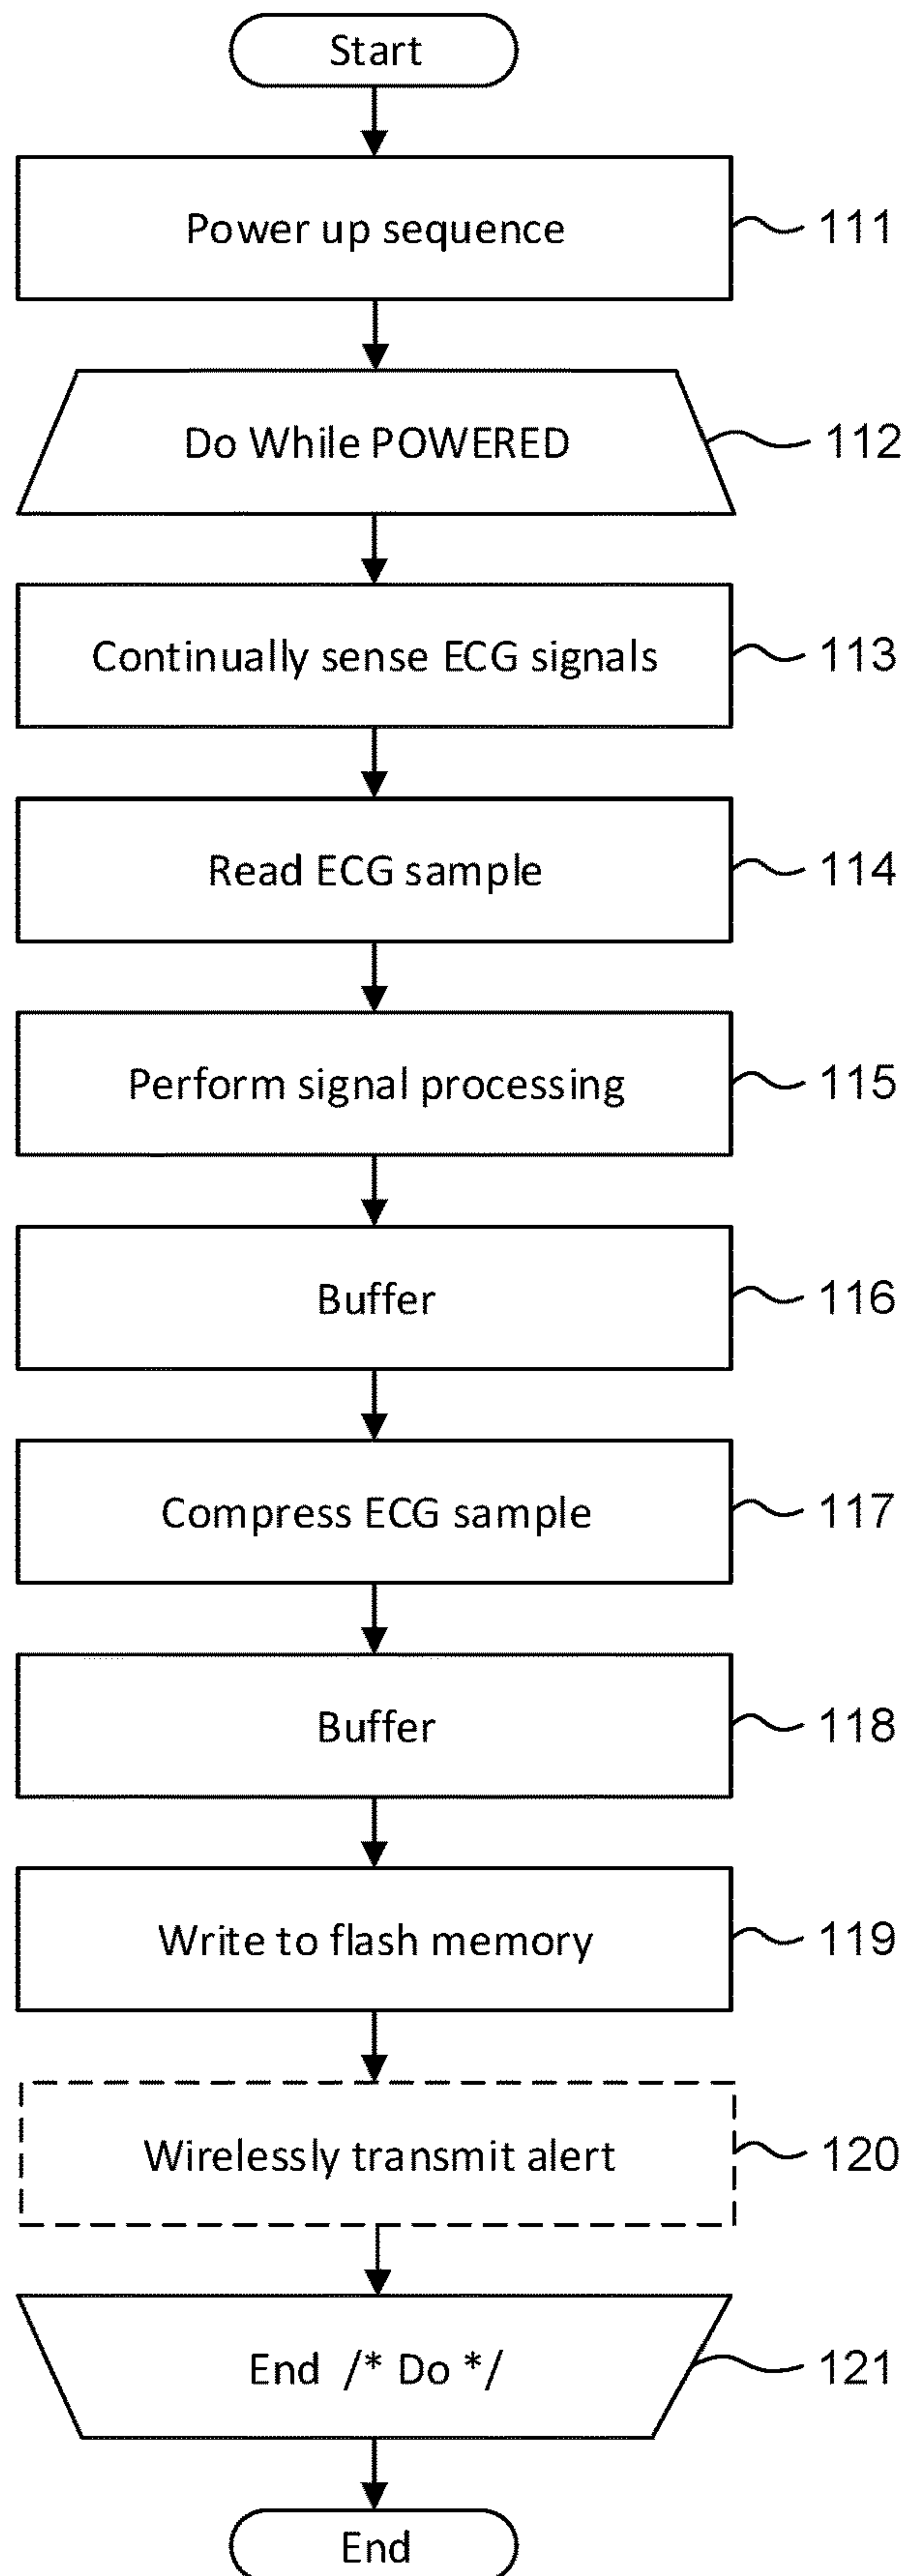 Start
Power up sequence
111
Do While POWERED
112
Continually sense ECG signals
113
Read ECG sample
114
Perform signal processing
115
Buffer
116
Compress ECG sample
117
Buffer
118
Write to flash memory
119
Wirelessly transmit alert
120
End /* Do */
121
End